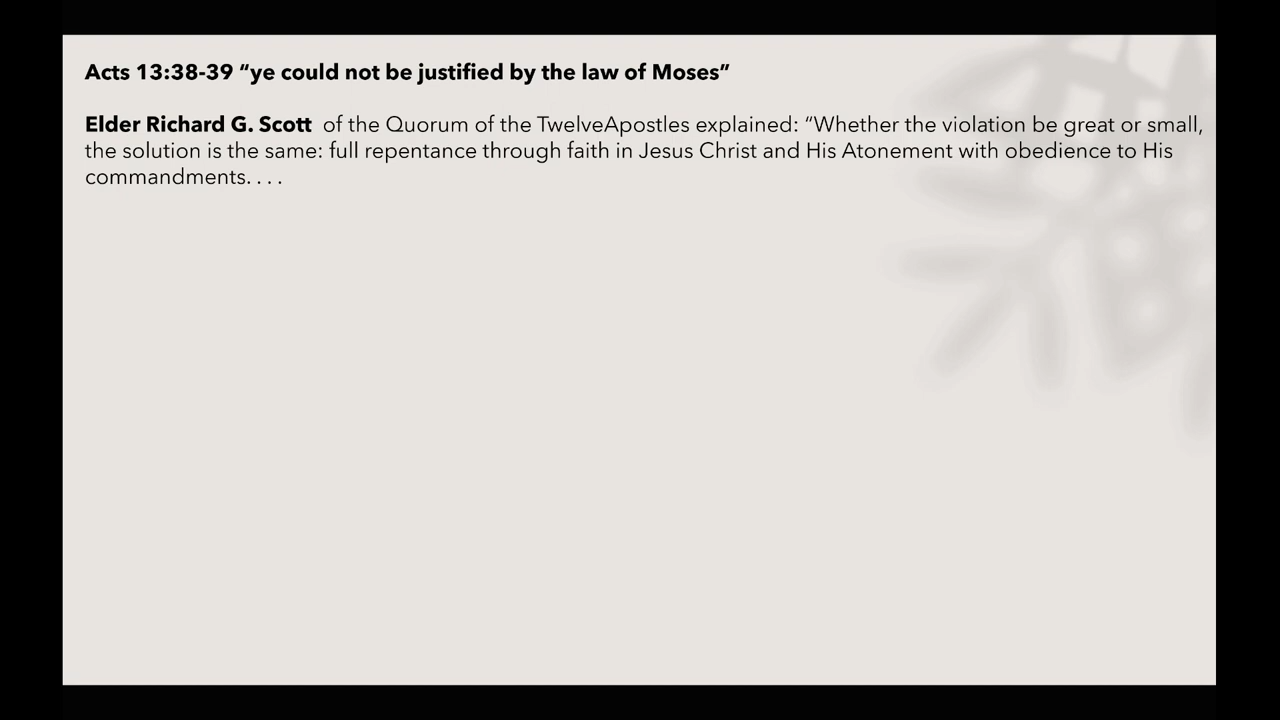 Acts 13:38-39 “ye could not be justified by the law of Moses”
Elder Richard G. Scott  of the Quorum of the TwelveApostles explained: “Whether the violation be great or small,
the solution is the same: full repentance through faith in Jesus Christ and His Atonement with obedience to His
commandments. . . .